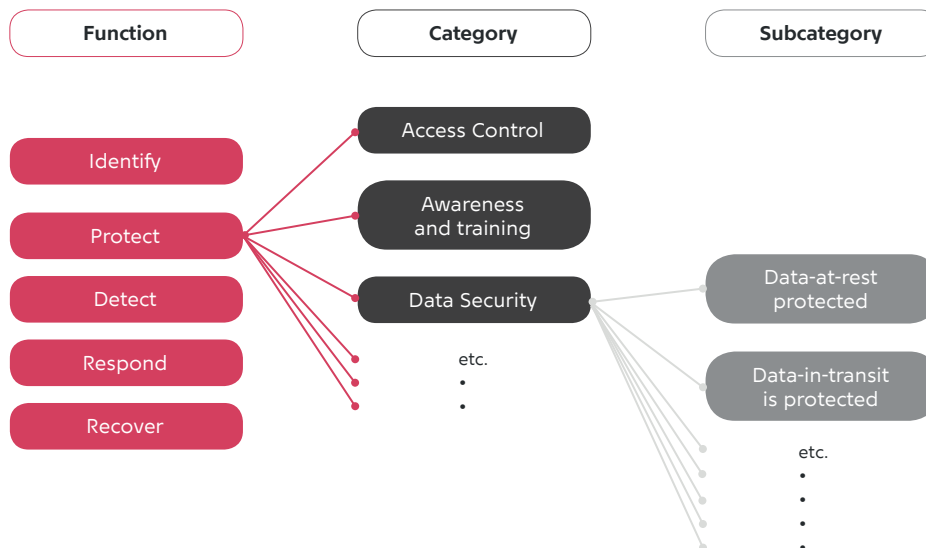 Function
Category
Subcategory
Identify
Protect
Detect
Respond
Recover
Access Control
Awareness
and training
Data Security
etc.
•
•
Data-at-rest
protected
Data-in-transit
is protected
etc.
•
•
•
•